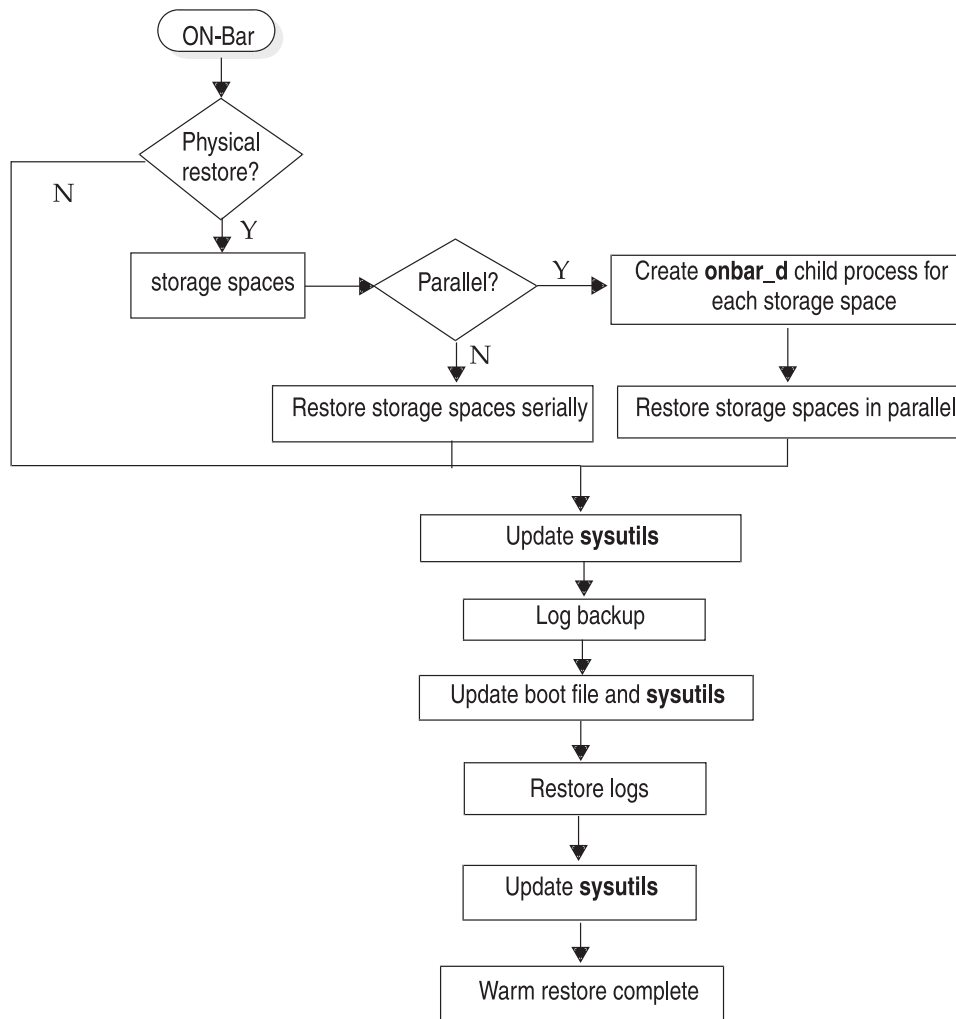 ON-Bar
Physical
restore?
N
Y
storage spaces
Parallel?
Y
Create onbar_d child process for
each storage space
N
Restore storage spaces serially
Restore storage spaces in parallel
Update sysutils
Log backup
Update boot file and sysutils
Restore logs
Update sysutils
Warm restore complete